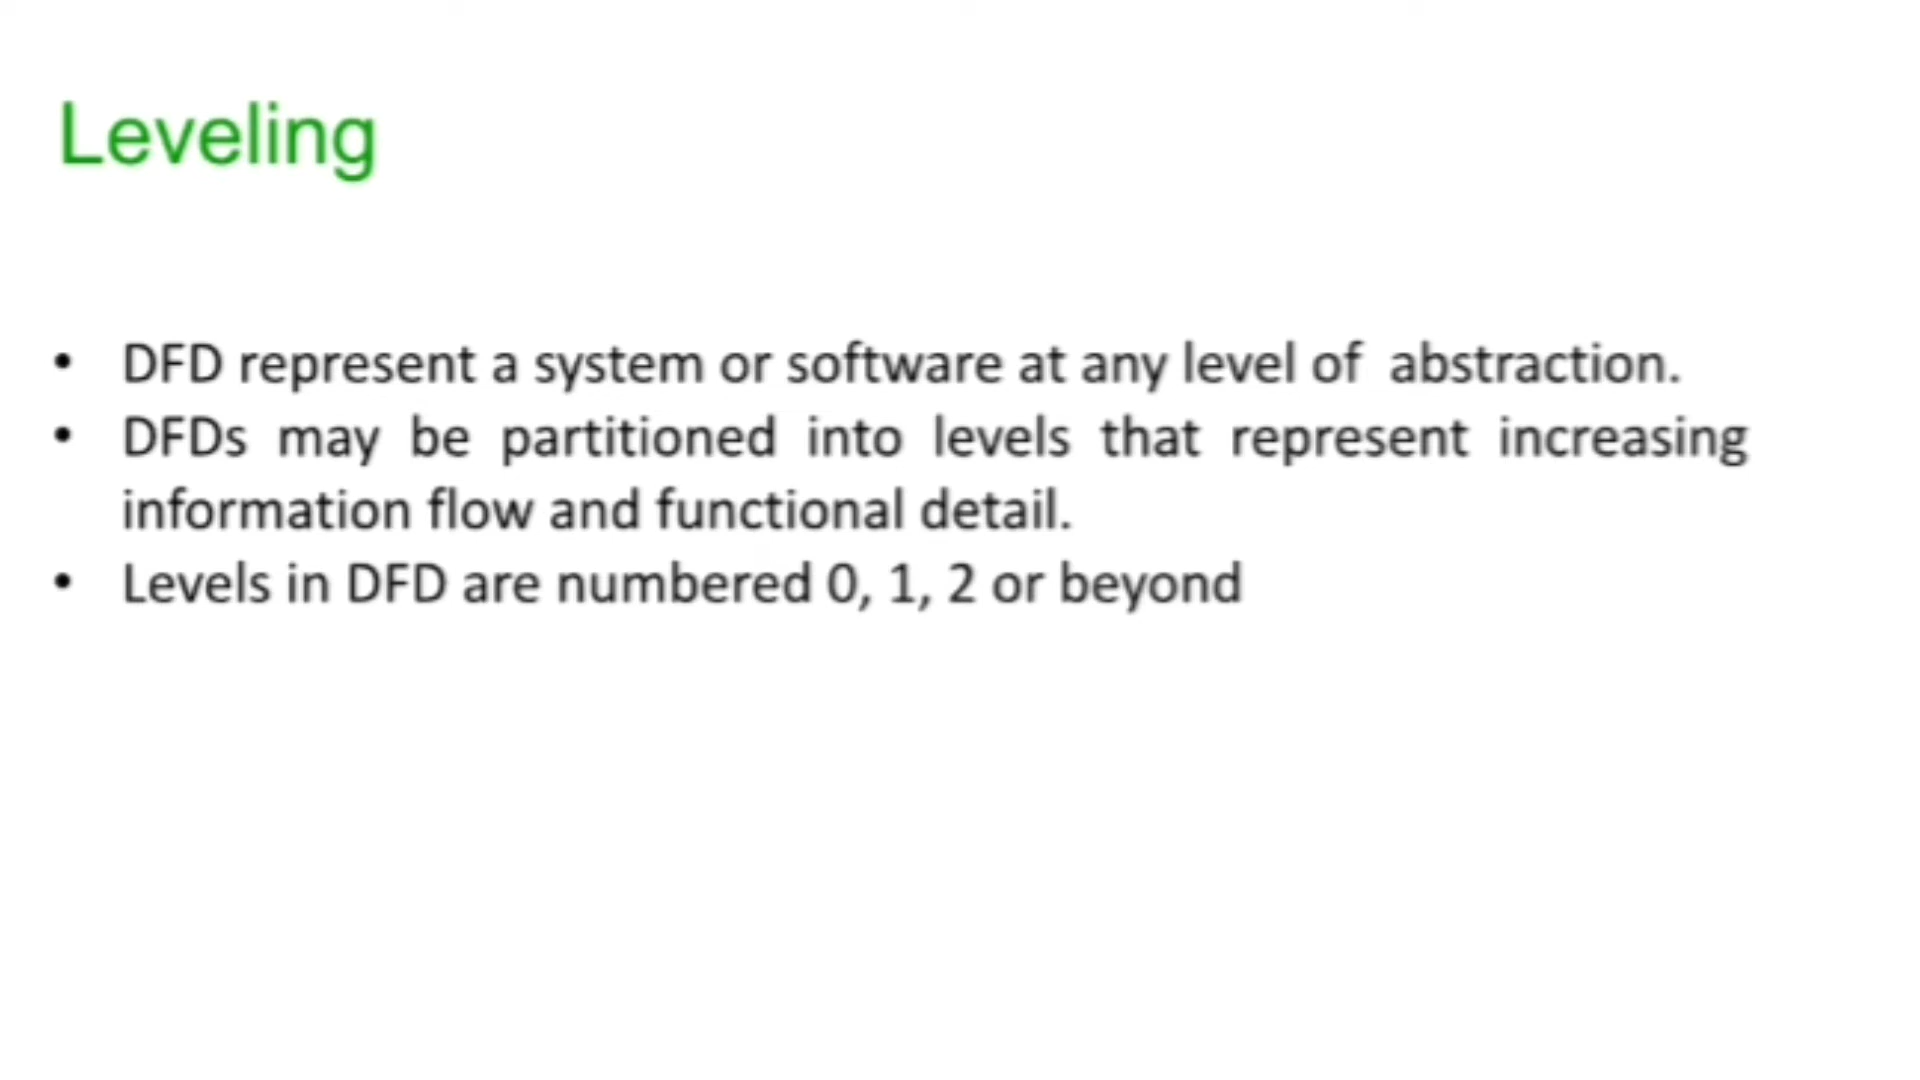 Leveling
• DFD represent a system or software at any level of abstraction.
• DFDs may be partitioned into levels that represent increasing
information flow and functional detail.
• Levels in DFD are numbered 0, 1, 2 or beyond